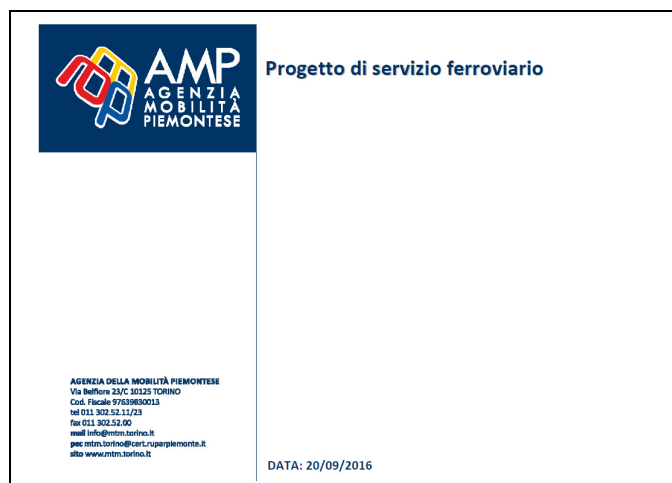 AMP
AGENZIA
MOBILITÀ
PIEMONTESE
Progetto di servizio ferroviario
AGENZIA DELLA MOBILITÀ PIEMONTESE
Via Belfiore 23/C 10125 TORINO
Cod. Fiscale 97639830013
tel 011 302.52.11/23
fax 011 302.52.00
mail info@mtm.torino.it
pec mtm.torino@cert.ruparpiemonte.it
sito www.mtm.torino.it
DATA: 20/09/2016